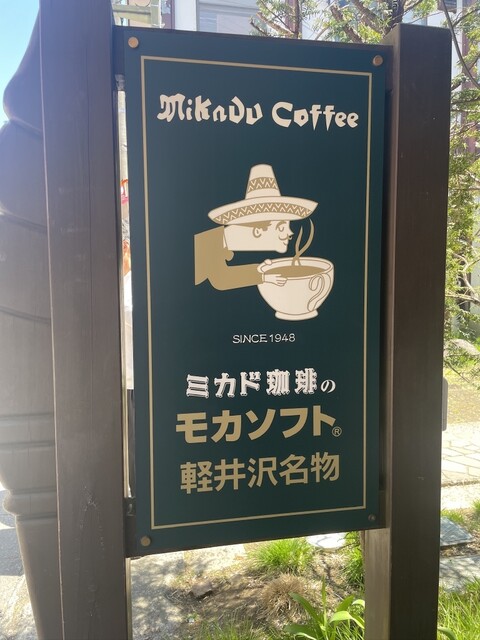 Mikado Coffee
SINCE 1948
ミカド珈琲の
モカソフト®
軽井沢名物